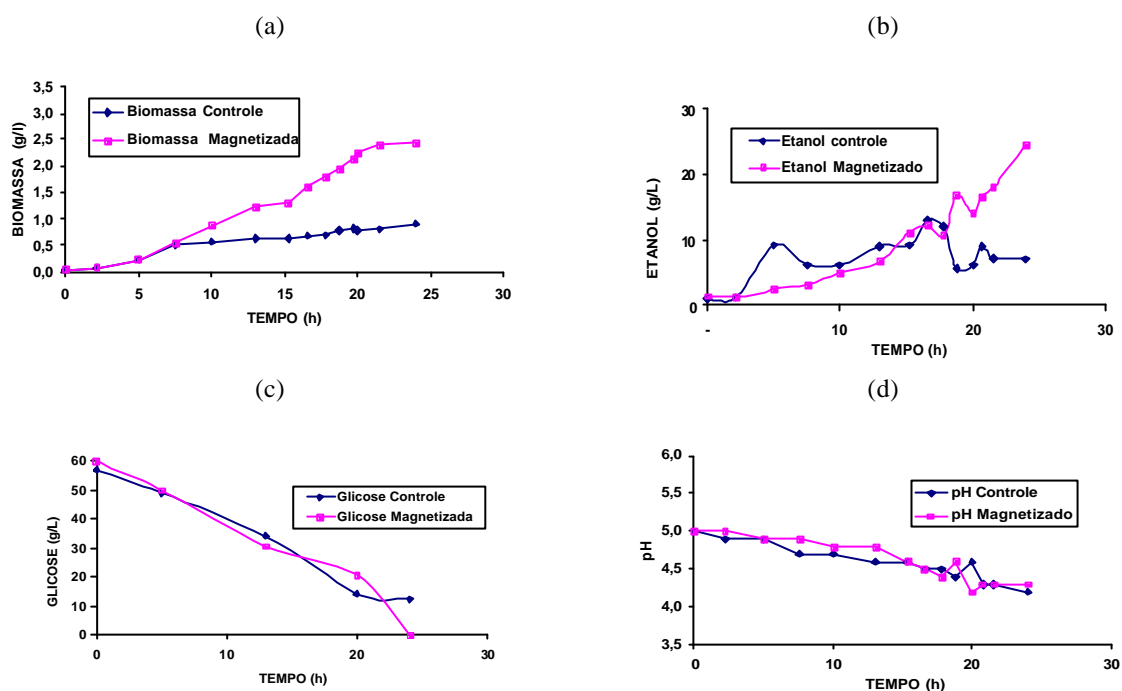 (a)
3,5
3,0
2,5
2,0
1,5
1,0
0,5
0,0
BIOMASSA (g/l)
Biomassa Controle
Biomassa Magnetizada
0 5 10 15 20 25 30
TEMPO (h)
(b)
30
20
10
0
ETANOL (g/L)
Etanol controle
Etanol Magnetizado
- 10 20 30
TEMPO (h)
(c)
60
50
40
30
20
10
0
GLICOSE (g/L)
Glicose Controle
Glicose Magnetizada
0 10 20 30
TEMPO (h)
(d)
6,0
5,5
5,0
4,5
4,0
3,5
pH
pH Controle
pH Magnetizado
0 10 20 30
TEMPO (h)